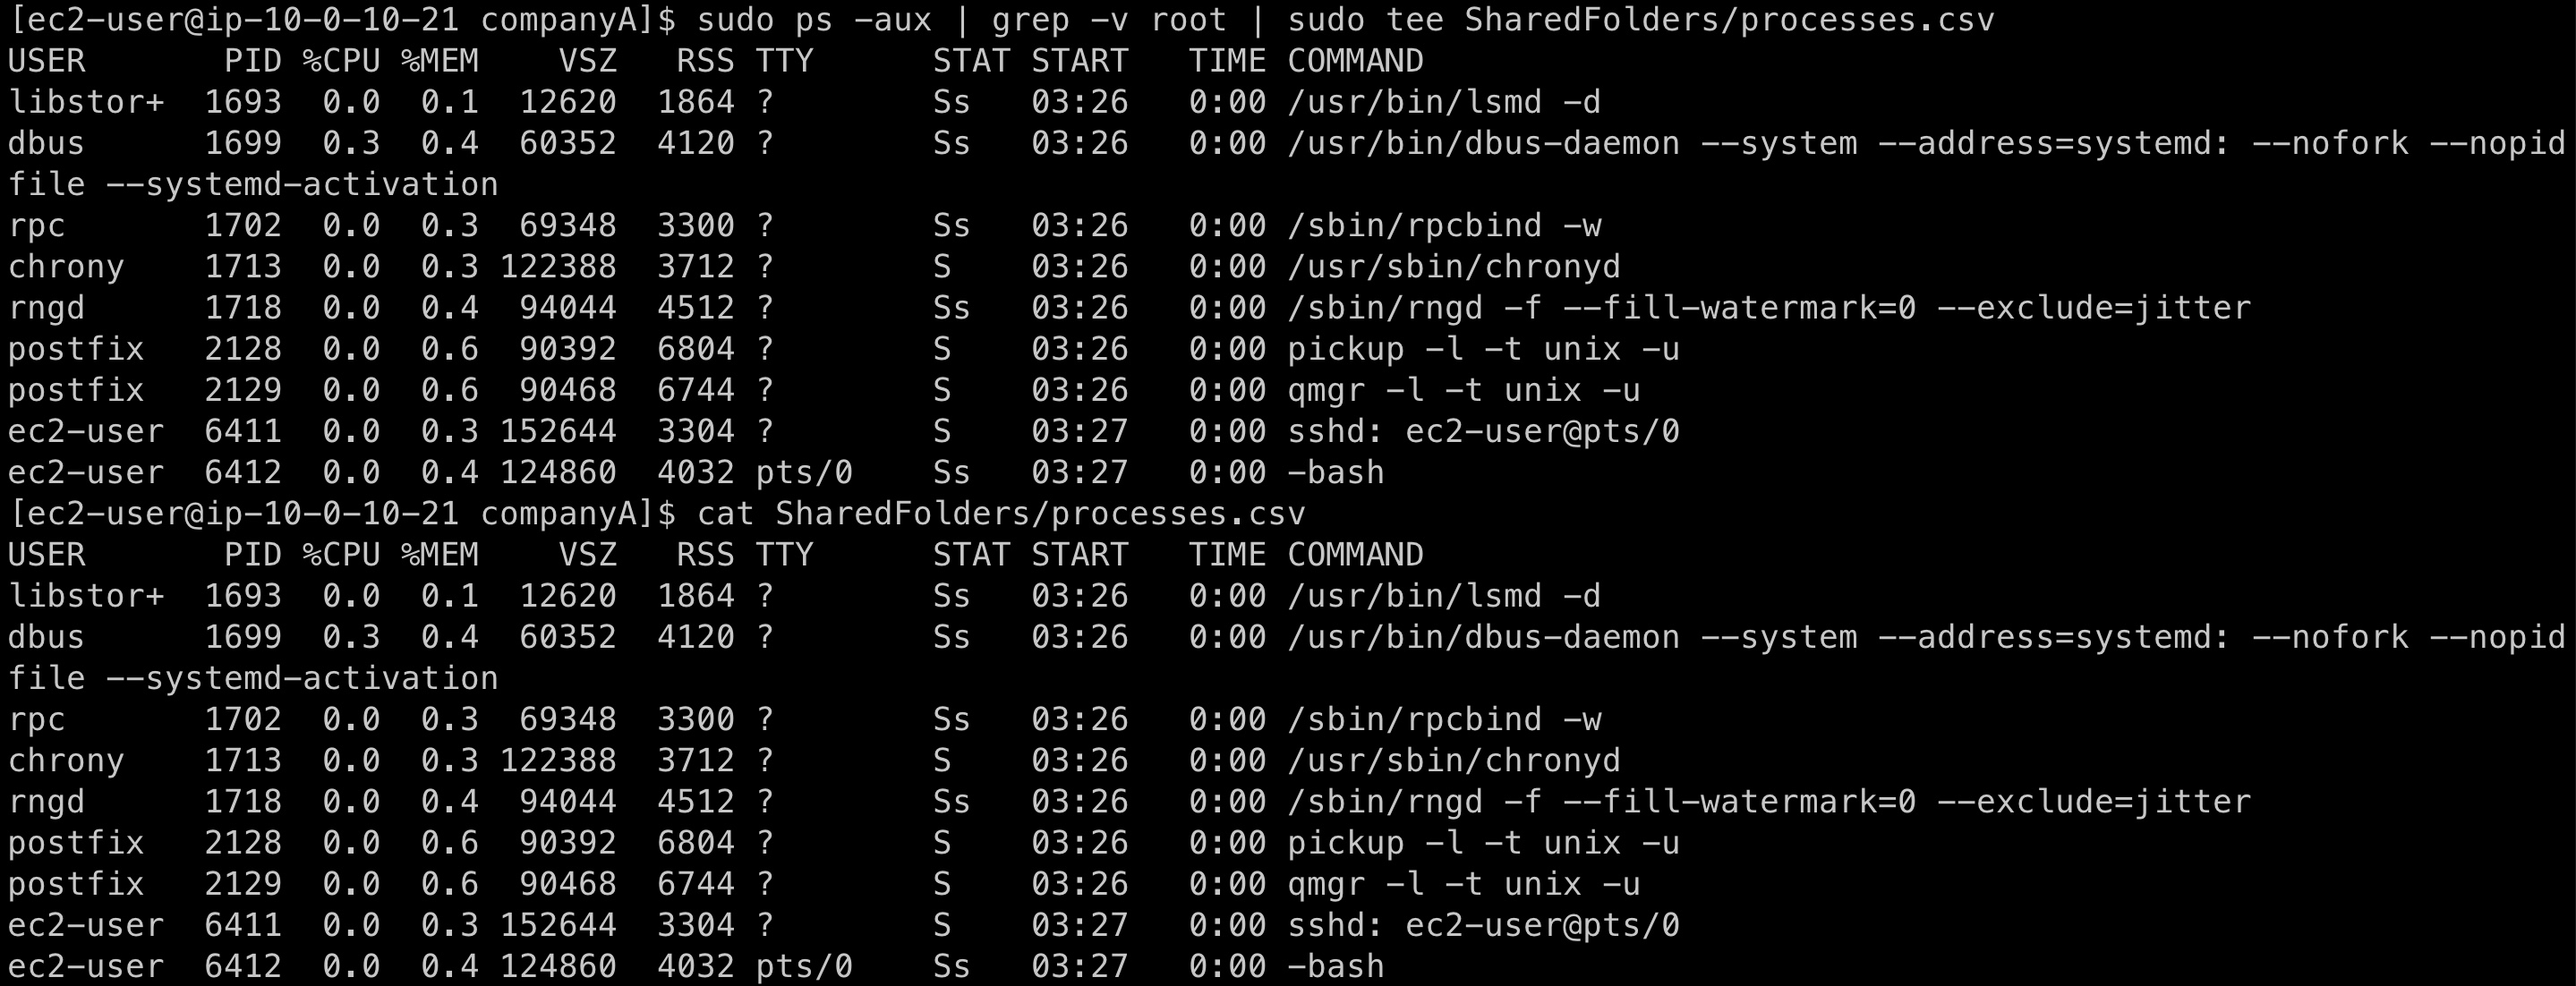 [ec2-user@ip-10-0-10-21 companyA]$ sudo ps -aux | grep -v root | sudo tee SharedFolders/processes.csv
USER       PID %CPU %MEM    VSZ   RSS TTY      STAT START   TIME COMMAND
libstor+  1693  0.0  0.1  12620  1864 ?        Ss   03:26   0:00 /usr/bin/lsmd -d
dbus      1699  0.3  0.4  60352  4120 ?        Ss   03:26   0:00 /usr/bin/dbus-daemon --system --address=systemd: --nofork --nopid
file --systemd-activation
rpc       1702  0.0  0.3  69348  3300 ?        Ss   03:26   0:00 /sbin/rpcbind -w
chrony    1713  0.0  0.3 122388  3712 ?        S    03:26   0:00 /usr/sbin/chronyd
rngd      1718  0.0  0.4  94044  4512 ?        Ss   03:26   0:00 /sbin/rngd -f --fill-watermark=0 --exclude=jitter
postfix   2128  0.0  0.6  90392  6804 ?        S    03:26   0:00 pickup -l -t unix -u
postfix   2129  0.0  0.6  90468  6744 ?        S    03:26   0:00 qmgr -l -t unix -u
ec2-user  6411  0.0  0.3 152644  3304 ?        S    03:27   0:00 sshd: ec2-user@pts/0
ec2-user  6412  0.0  0.4 124860  4032 pts/0    Ss   03:27   0:00 -bash
[ec2-user@ip-10-0-10-21 companyA]$ cat SharedFolders/processes.csv
USER       PID %CPU %MEM    VSZ   RSS TTY      STAT START   TIME COMMAND
libstor+  1693  0.0  0.1  12620  1864 ?        Ss   03:26   0:00 /usr/bin/lsmd -d
dbus      1699  0.3  0.4  60352  4120 ?        Ss   03:26   0:00 /usr/bin/dbus-daemon --system --address=systemd: --nofork --nopid
file --systemd-activation
rpc       1702  0.0  0.3  69348  3300 ?        Ss   03:26   0:00 /sbin/rpcbind -w
chrony    1713  0.0  0.3 122388  3712 ?        S    03:26   0:00 /usr/sbin/chronyd
rngd      1718  0.0  0.4  94044  4512 ?        Ss   03:26   0:00 /sbin/rngd -f --fill-watermark=0 --exclude=jitter
postfix   2128  0.0  0.6  90392  6804 ?        S    03:26   0:00 pickup -l -t unix -u
postfix   2129  0.0  0.6  90468  6744 ?        S    03:26   0:00 qmgr -l -t unix -u
ec2-user  6411  0.0  0.3 152644  3304 ?        S    03:27   0:00 sshd: ec2-user@pts/0
ec2-user  6412  0.0  0.4 124860  4032 pts/0    Ss   03:27   0:00 -bash